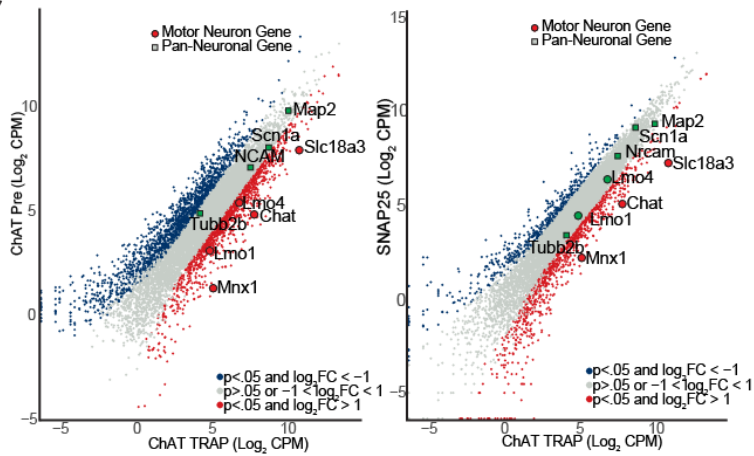 Motor Neuron Gene
Pan-Neuronal Gene
10
5
0
−5
ChAT Pre (Log2 CPM)
Map2
Scn1a
NCAM
Slc18a3
Lmo4
Chat
Tubb2b
Lmo1
Mnx1
p<.05 and log2FC < −1
p>.05 or −1 < log2FC < 1
p<.05 and log2FC > 1
−5 0 5 10
ChAT TRAP (Log2 CPM)
15
10
5
0
−5
SNAP25 (Log2 CPM)
Motor Neuron Gene
Pan-Neuronal Gene
Map2
Scn1a
Nrcam
Slc18a3
Lmo4
Chat
Lmo1
Tubb2b
Mnx1
p<.05 and log2FC < −1
p>.05 or −1 < log2FC < 1
p<.05 and log2FC > 1
−5 0 5 10
ChAT TRAP (Log2 CPM)